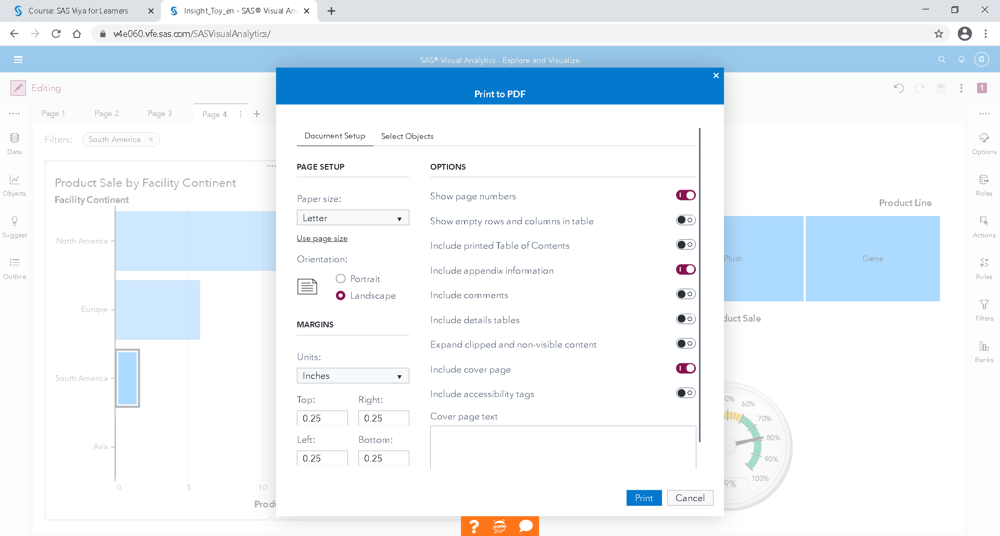 Course: SAS Viya for Learners
Insight_Toy_en - SAS® Visual An
v4e060.vfe.sas.com/SASVisualAnalytics/
SAS® Visual Analytics - Explore and Visualize
G
Editing
1
Page 1
Page 2
Page 3
Page 4
Filters:
South America
Data
Objects
Suggest
Outline
Product Sale by Facility Continent
Facility Continent
North America
Europe
South America
Asia
0
5
10
Produ
Print to PDF
Document Setup
Select Objects
PAGE SETUP
Paper size:
Letter
Use page size
Orientation:
Portrait
Landscape
MARGINS
Units:
Inches
Top:
Right:
0.25
0.25
Left:
Bottom:
0.25
0.25
OPTIONS
Show page numbers
Show empty rows and columns in table
Include printed Table of Contents
Include appendix information
Include comments
Include details tables
Expand clipped and non-visible content
Include cover page
Include accessibility tags
Cover page text
Print
Cancel
Product Line
Plush
Game
duct Sale
60%
70%
80%
90%
100%
9%
Options
Roles
Actions
Rules
Filters
Ranks
jupyter